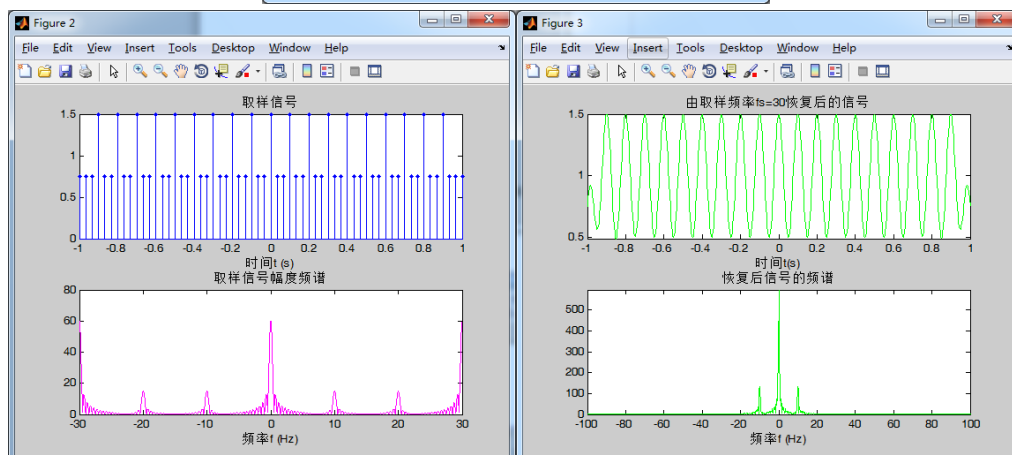 Figure 2
File Edit View Insert Tools Desktop Window Help
取样信号
1.5
1
0.5
0
-1 -0.8 -0.6 -0.4 -0.2 0 0.2 0.4 0.6 0.8 1
时间t (s)
取样信号幅度频谱
80
60
40
20
0
-30 -20 -10 0 10 20 30
频率f (Hz)
Figure 3
File Edit View Insert Tools Desktop Window Help
由取样频率fs=30恢复后的信号
1.5
1
0.5
-1 -0.8 -0.6 -0.4 -0.2 0 0.2 0.4 0.6 0.8 1
时间t(s)
恢复后信号的频谱
500
400
300
200
100
0
-100 -80 -60 -40 -20 0 20 40 60 80 100
频率f (Hz)